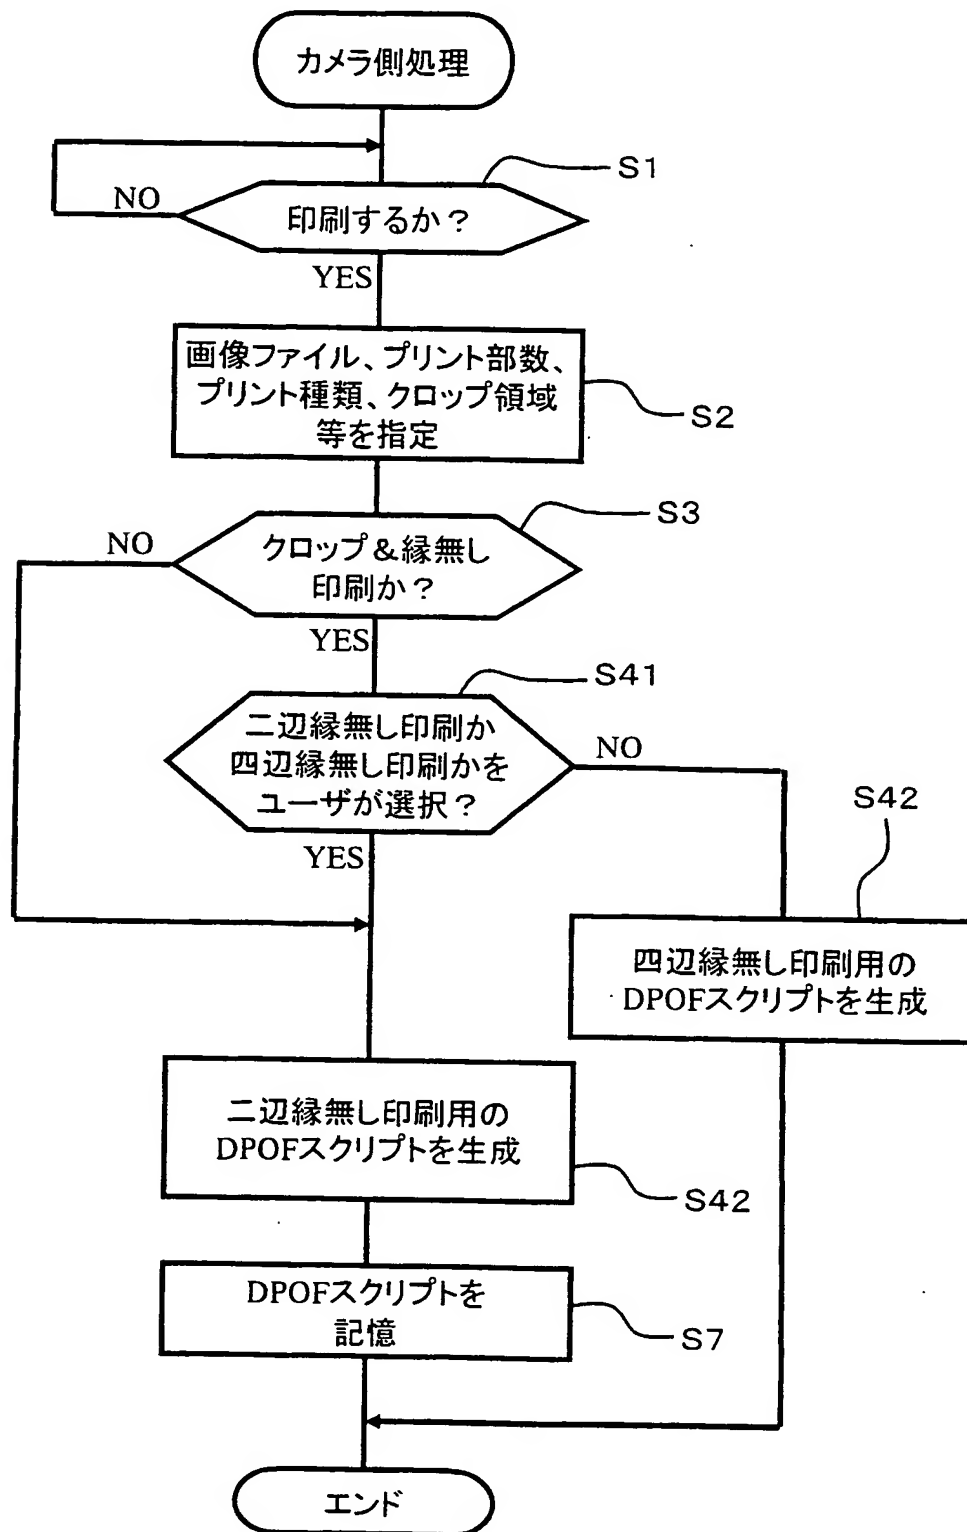 カメラ側処理
S1
NO
印刷するか?
YES
画像ファイル、プリント部数、
プリント種類、クロップ領域
等を指定
S2
S3
NO
クロップ&縁無し
印刷か?
YES
S41
二辺縁無し印刷か
四辺縁無し印刷かを
ユーザが選択?
NO
YES
S42
四辺縁無し印刷用の
DPOFスクリプトを生成
二辺縁無し印刷用の
DPOFスクリプトを生成
S42
DPOFスクリプトを
記憶
S7
エンド